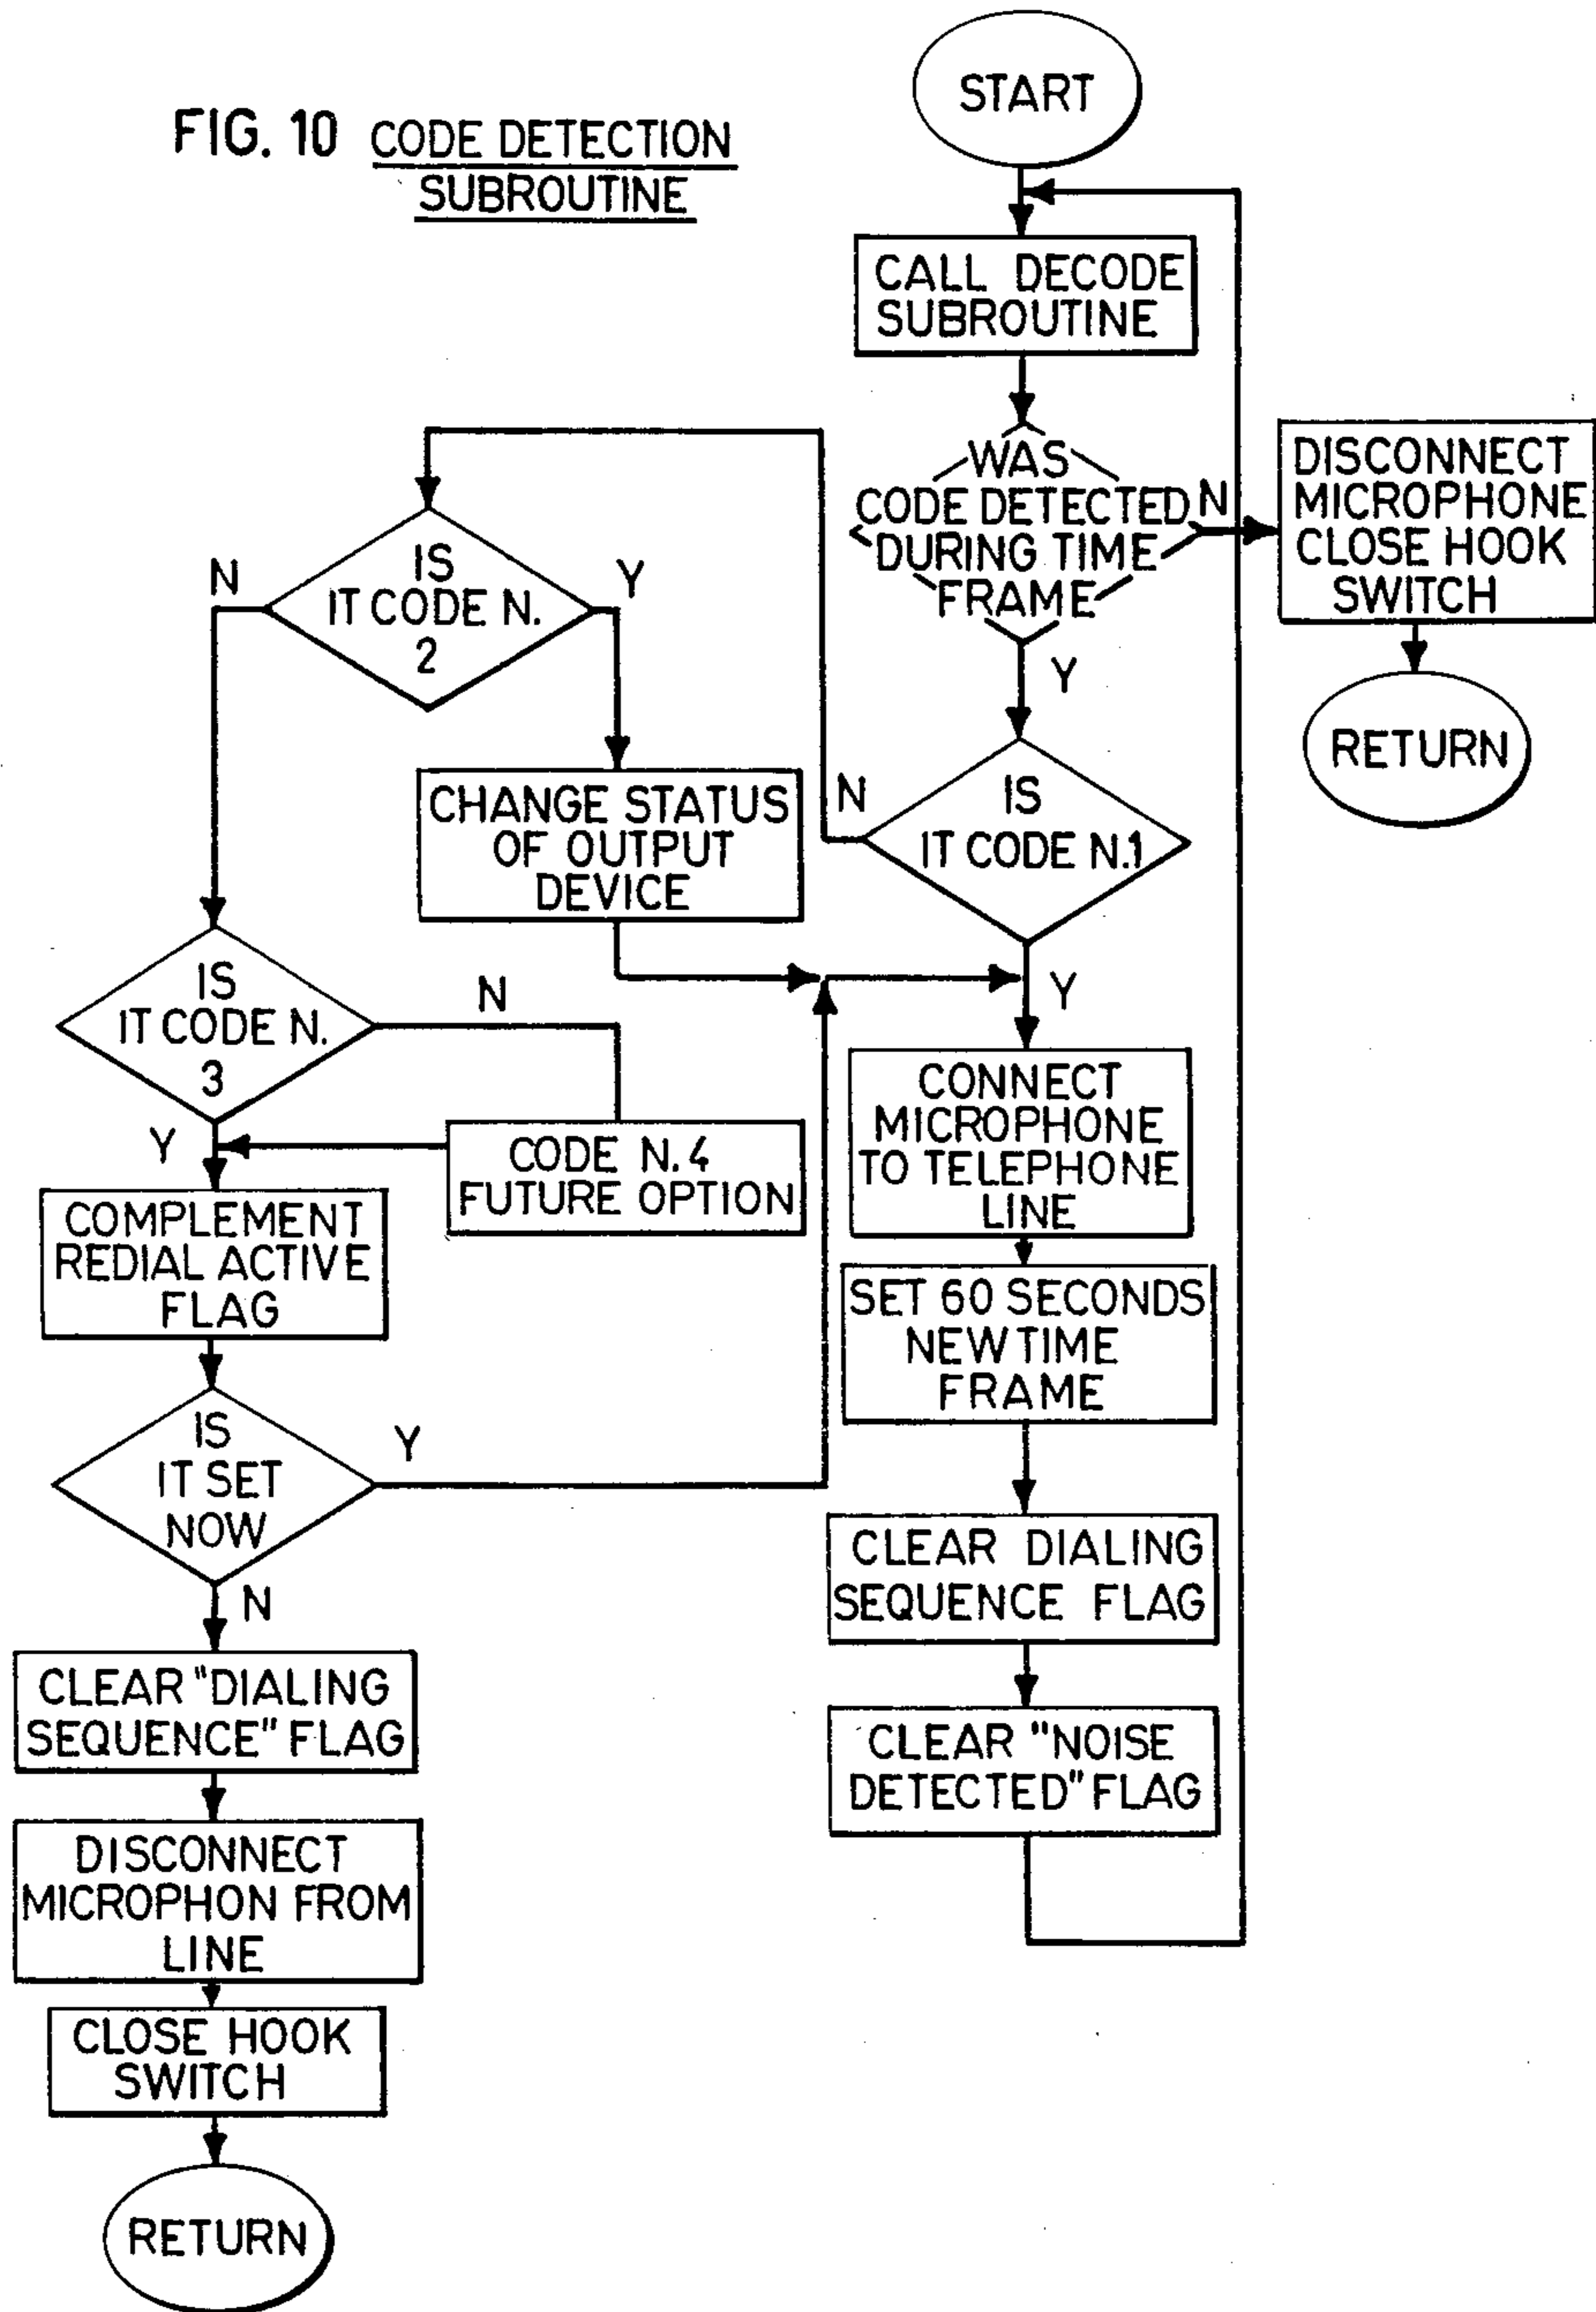 FIG. 10 CODE DETECTION
SUBROUTINE
START
CALL DECODE
SUBROUTINE
WAS
CODE DETECTED
DURING TIME
FRAME
N
Y
DISCONNECT
MICROPHONE
CLOSE HOOK
SWITCH
RETURN
IS
IT CODE N.1
N
Y
IS
IT CODE N.
2
N
Y
CHANGE STATUS
OF OUTPUT
DEVICE
IS
IT CODE N.
3
N
Y
CODE N.4
FUTURE OPTION
COMPLEMENT
REDIAL ACTIVE
FLAG
IS
IT SET
NOW
Y
N
CLEAR "DIALING
SEQUENCE" FLAG
DISCONNECT
MICROPHON FROM
LINE
CLOSE HOOK
SWITCH
RETURN
CONNECT
MICROPHONE
TO TELEPHONE
LINE
SET 60 SECONDS
NEW TIME
FRAME
CLEAR DIALING
SEQUENCE FLAG
CLEAR "NOISE
DETECTED" FLAG